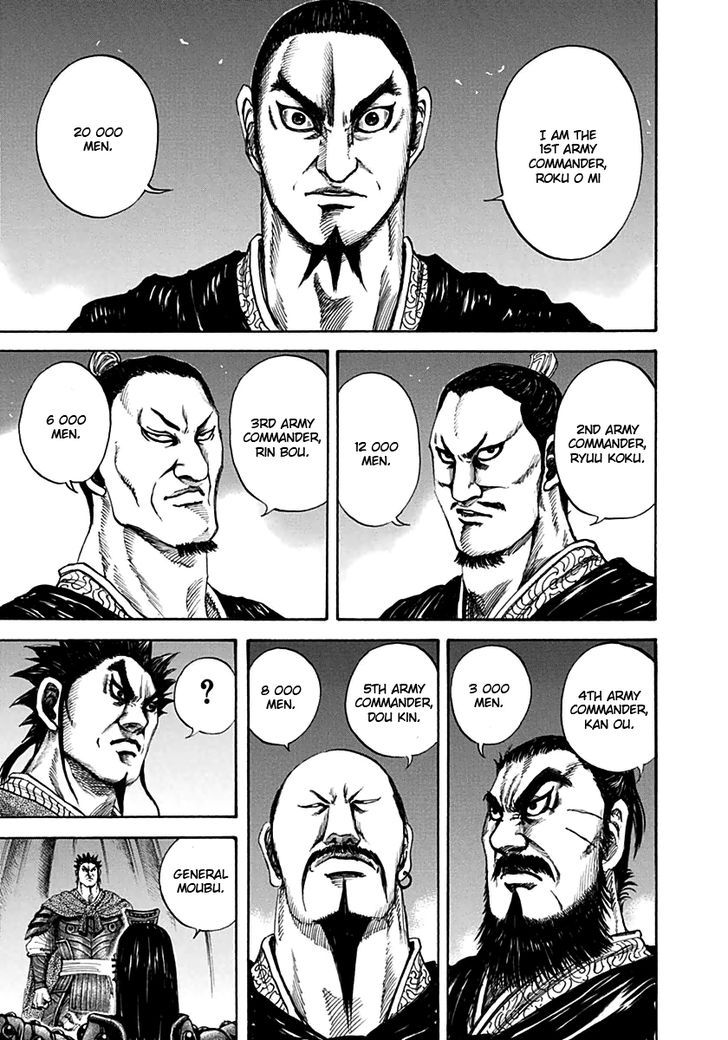 I AM THE
1ST ARMY
COMMANDER,
ROKU O MI
20 000
MEN.
2ND ARMY
COMMANDER,
RYUU KOKU.
12 000
MEN.
3RD ARMY
COMMANDER,
RIN BOU.
6 000
MEN.
4TH ARMY
COMMANDER,
KAN OU.
3 000
MEN.
5TH ARMY
COMMANDER,
DOU KIN.
8 000
MEN.
?
GENERAL
MOUBU.